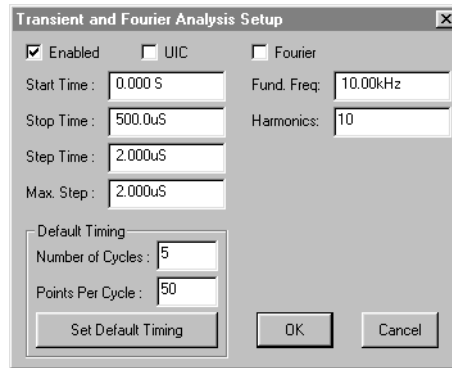 Transient and Fourier Analysis Setup
Enabled UIC Fourier
Start Time : 0.000 S Fund. Freq: 10.00kHz
Stop Time : 500.0uS Harmonics: 10
Step Time : 2.000uS
Max. Step : 2.000uS
Default Timing
Number of Cycles : 5
Points Per Cycle : 50
Set Default Timing OK Cancel